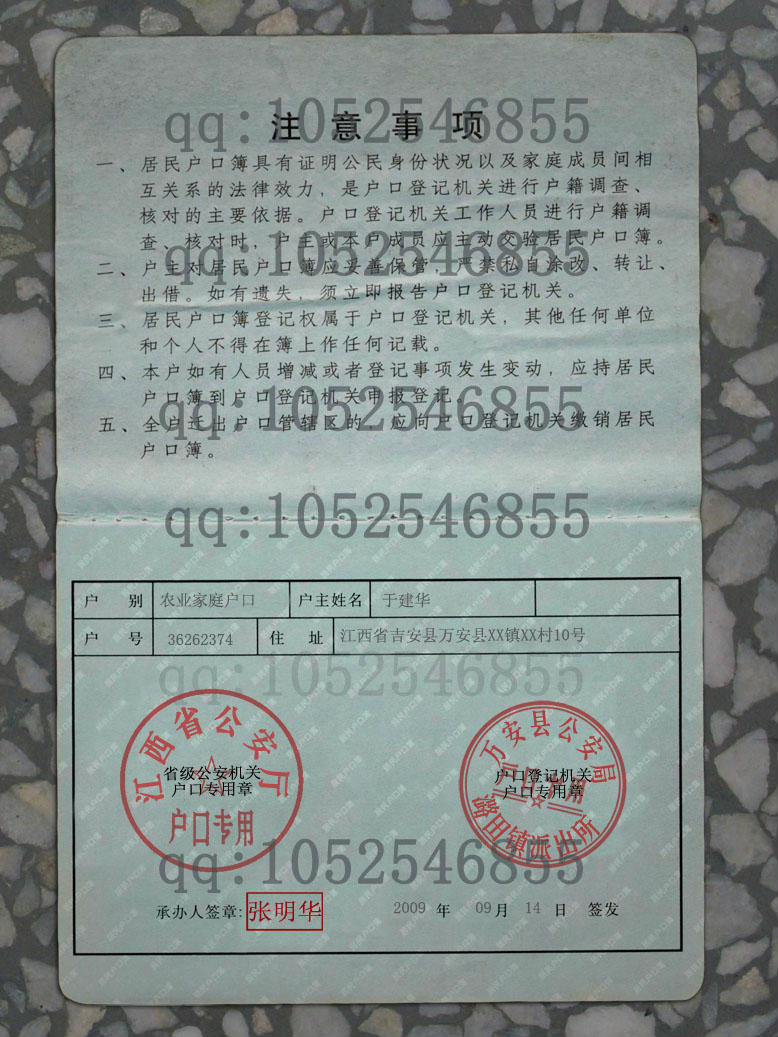 qq:1052546855
注意事项
一、居民户口簿具有证明公民身份状况以及家庭成员间相
互关系的法律效力，是户口登记机关进行户籍调查、
核对的主要依据。户口登记机关工作人员进行户籍调
查、核对时，户主或本户成员应主动交验居民户口簿。
qq:1052546855
二、户主对居民户口簿应妥善保管，严禁私自涂改、转让、
出借。如有遗失，须立即报告户口登记机关。
三、居民户口簿登记权属于户口登记机关，其他任何单位
和个人不得在簿上作任何记载。
四、本户如有人员增减或者登记事项发生变动，应持居民
户口簿到户口登记机关申报登记。
qq:1052546855
五、全户迁出户口管辖区的，应向户口登记机关缴销居民
户口簿。
qq:1052546855
户 别 农业家庭户口 户主姓名 于建华
户 号 36262374 住 址 江西省吉安县万安县XX镇XX村10号
qq:1052546855
江西省公安厅
省级公安机关
户口专用章
户口专用
万安县公安局
户口登记机关
户口专用章
田镇派出所
qq:1052546855
承办人签章:张明华 2009 年 09月 14 日 签发